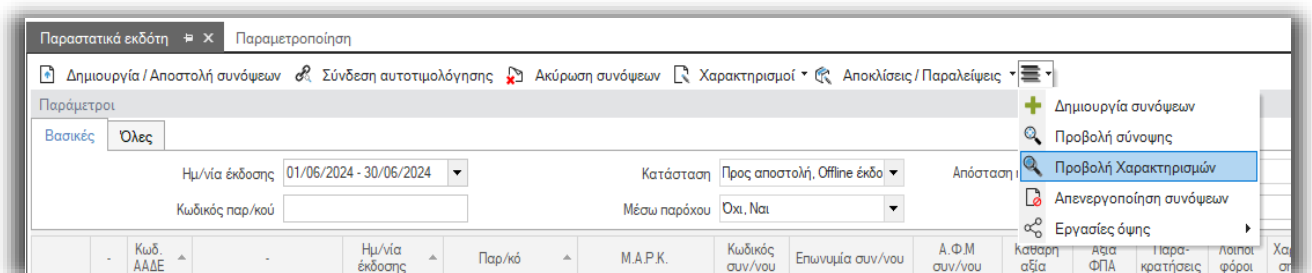 Παραστατικά εκδότη Παραμετροποίηση
Δημιουργία / Αποστολή συνόψεων Σύνδεση αυτοτιμολόγησης Ακύρωση συνόψεων Χαρακτηρισμοί Αποκλίσεις / Παραλείψεις
Παράμετροι
Δημιουργία συνόψεων
Βασικές Όλες
Προβολή σύνοψης
Ημ/νία έκδοσης 01/06/2024 - 30/06/2024 Κατάσταση Προς αποστολή, Offline έκδο Απόσταση
Προβολή Χαρακτηρισμών
Απενεργοποίηση συνόψεων
Κωδικός παρ/κού Μέσω παρόχου Όχι, Ναι
Εργασίες όψης
- Κωδ. ΑΑΔΕ - Ημ/νία έκδοσης Παρ/κό Μ.Α.Ρ.Κ. Κωδικός συν/νου Επωνυμία συν/νου Α.Φ.Μ συν/νου Καθαρή αξία Αξία ΦΠΑ Παρα-κρατήσεις Λοιποί φόροι